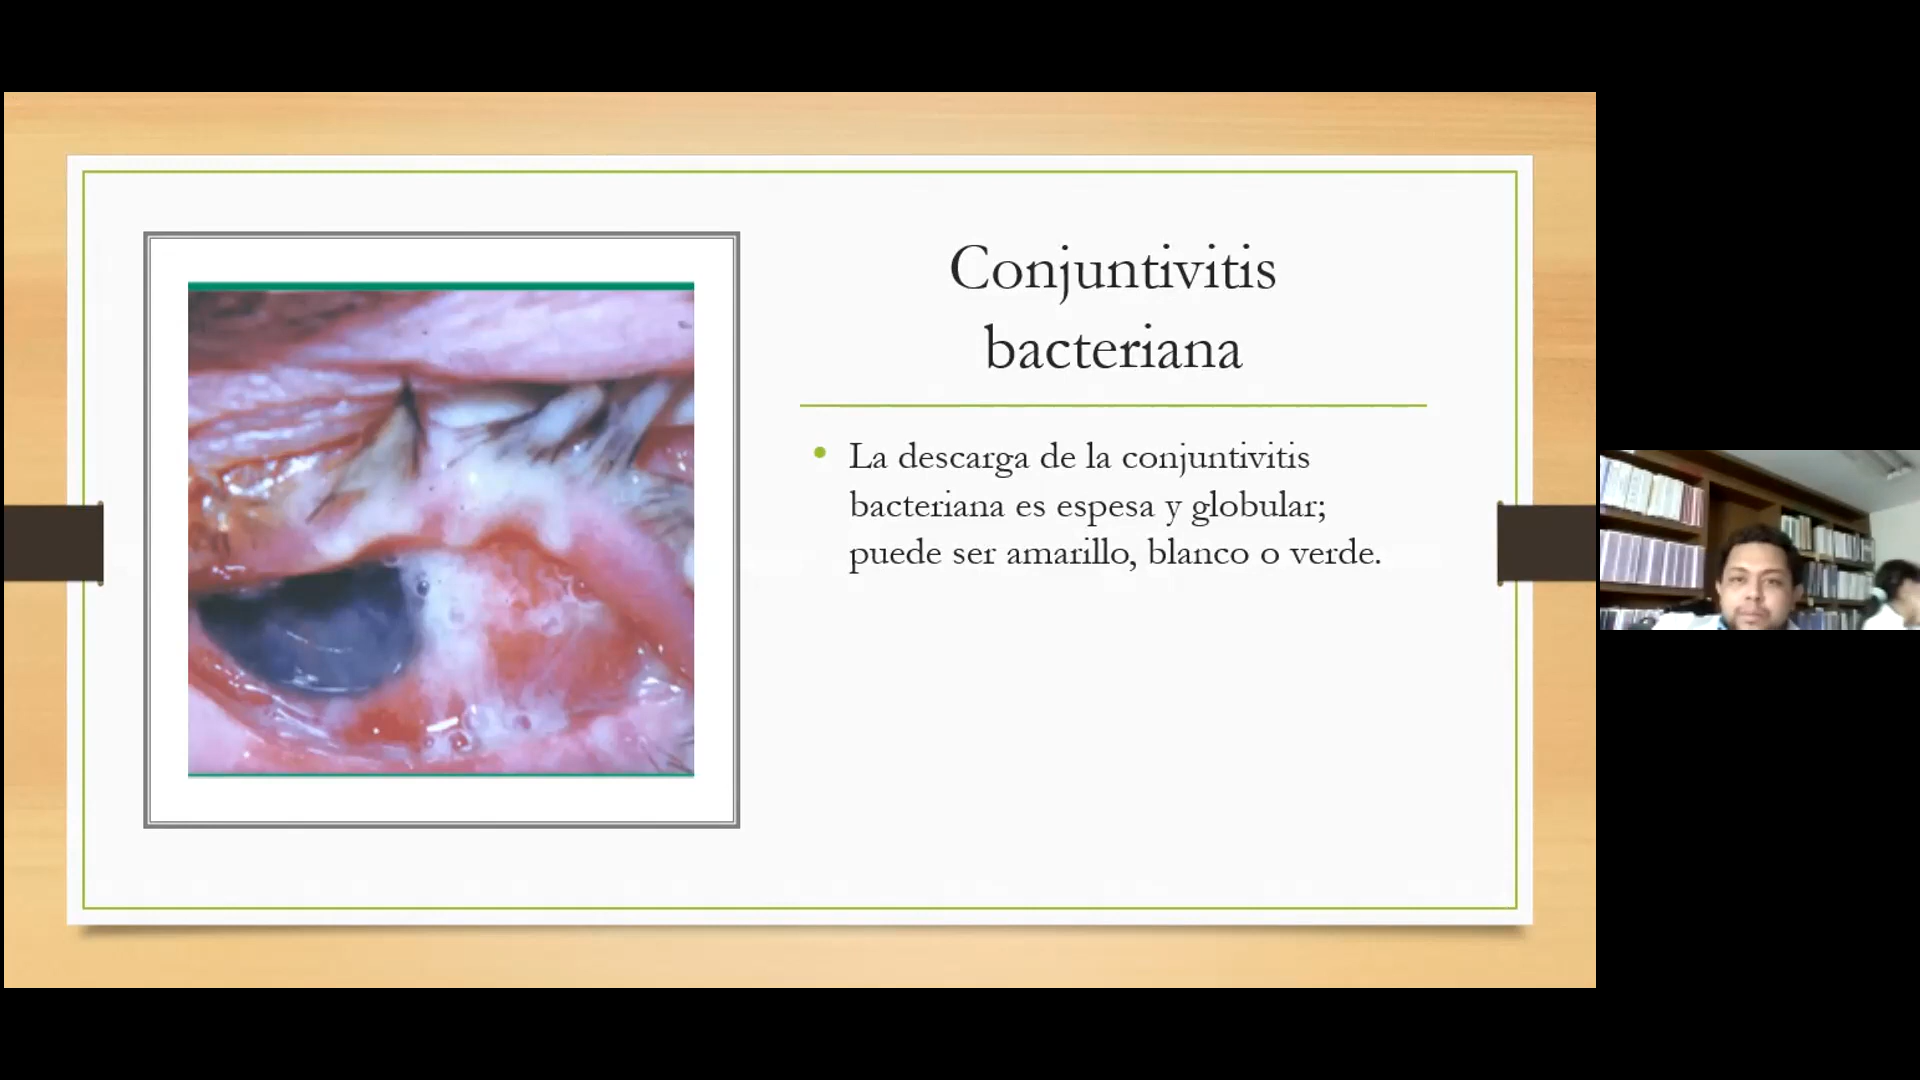 Conjuntivitis
bacteriana
La descarga de la conjuntivitis
bacteriana es espesa y globular;
puede ser amarillo, blanco o verde.